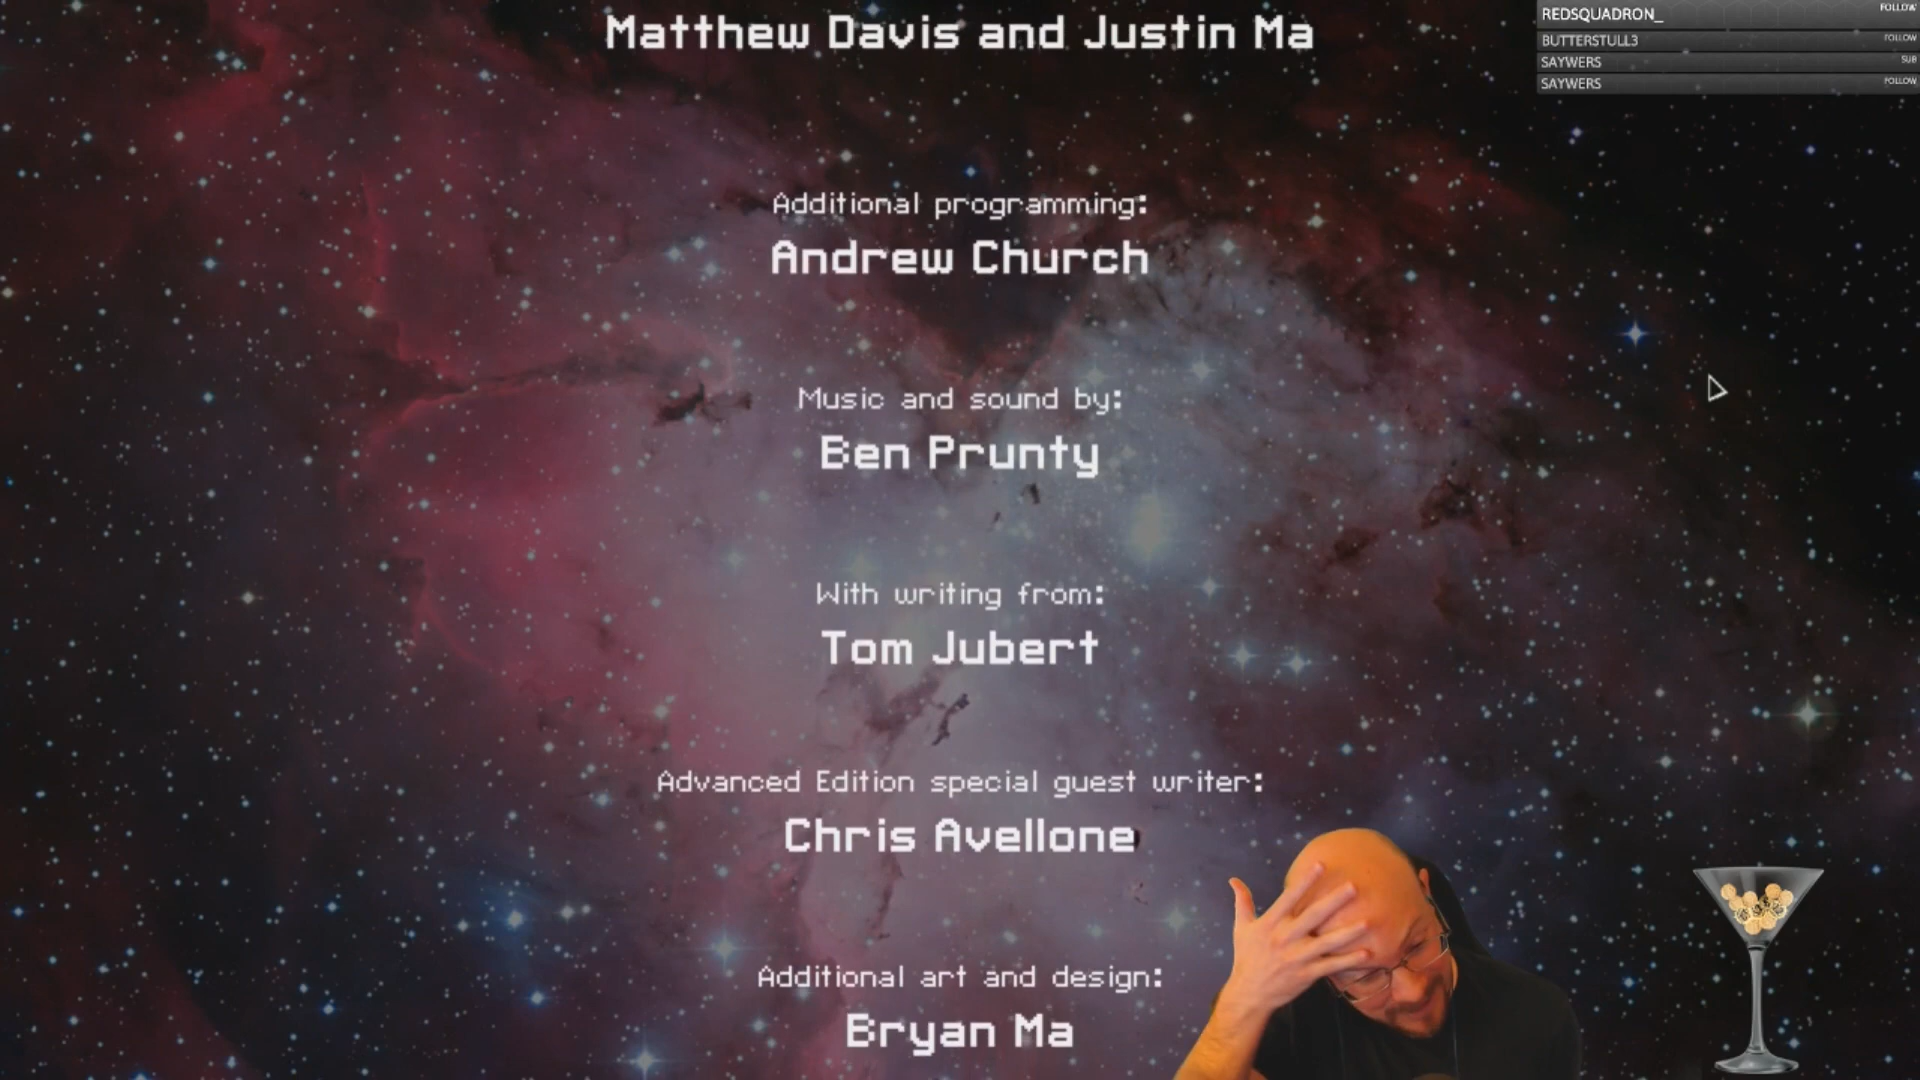 Matthew Davis and Justin Ma
REDSQUADRON_ FOLLOW
BUTTERSTULL3 FOLLOW
SAYWERS SUB
SAYWERS FOLLOW
Additional programming:
Andrew Church
Music and sound by:
Ben Prunty
With writing from:
Tom Jubert
Advanced Edition special guest writer:
Chris Avellone
Additional art and design:
Bryan Ma